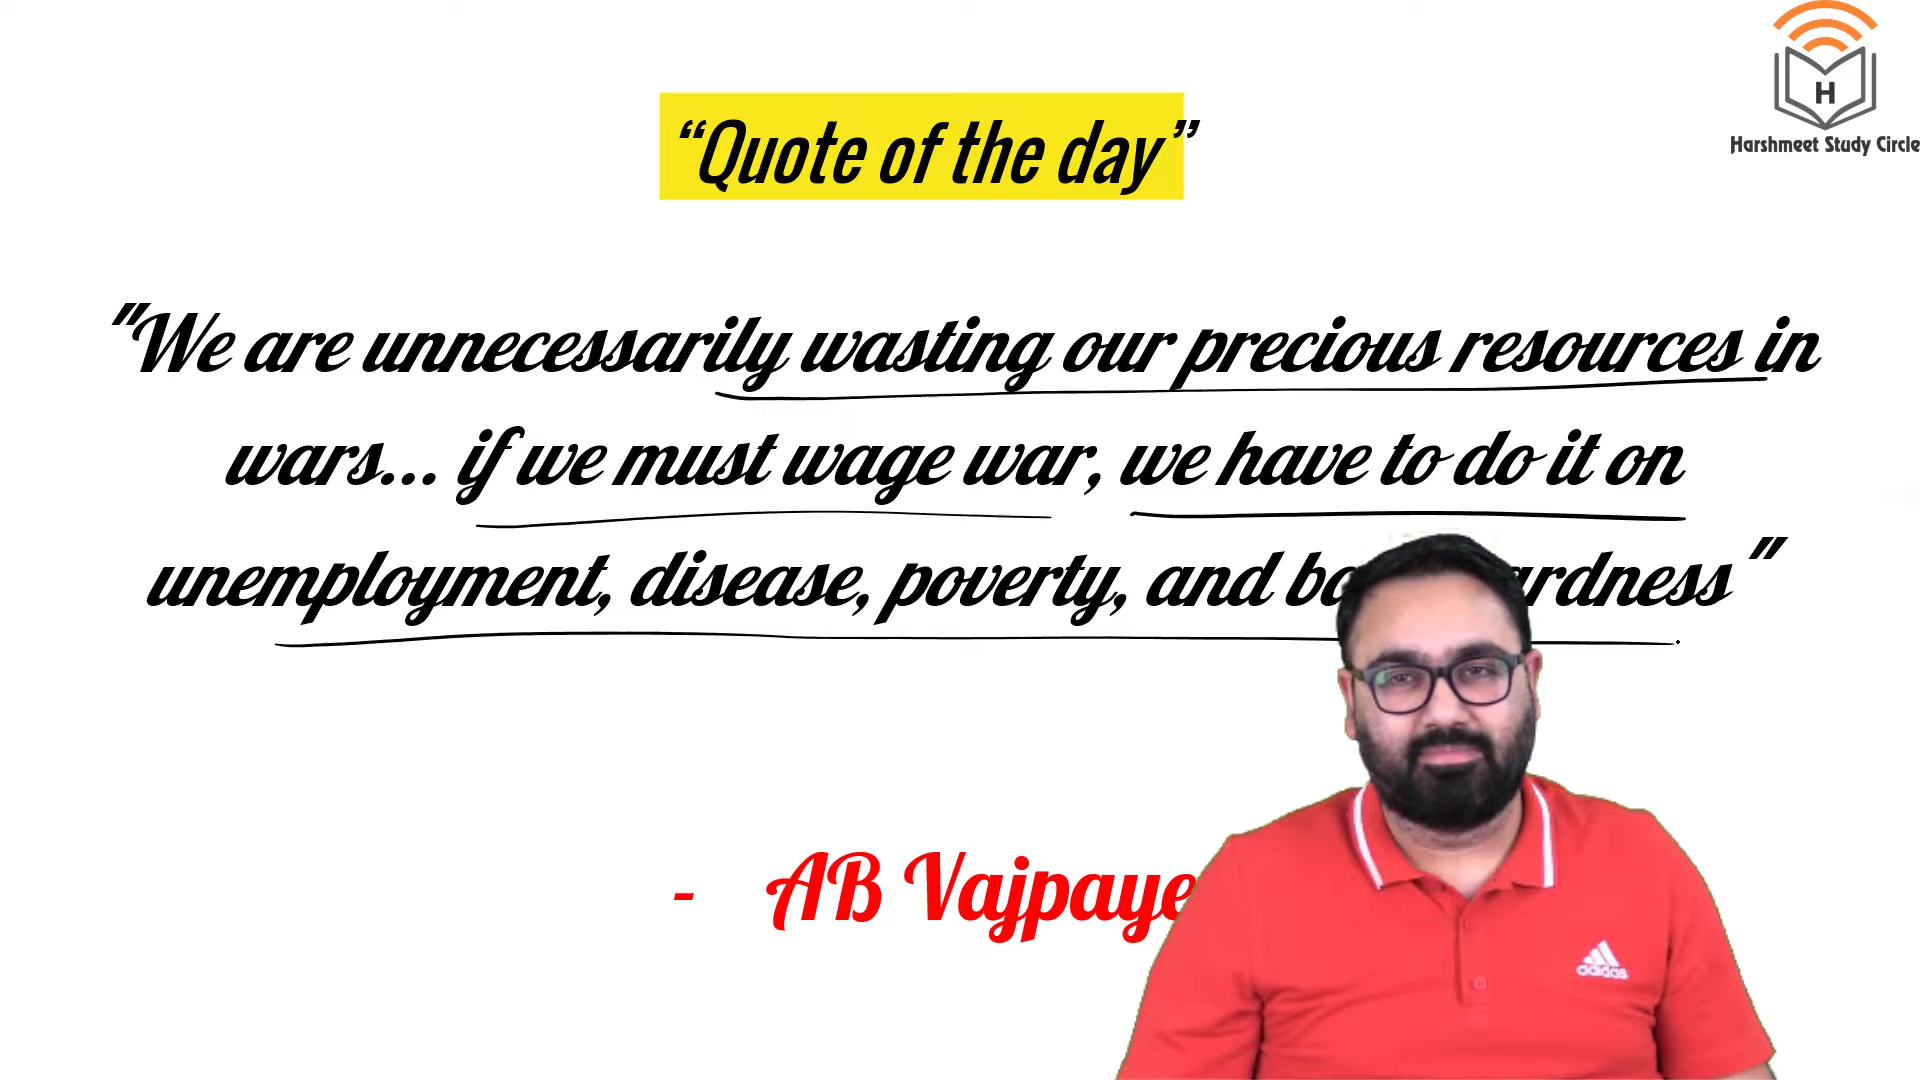 “Quote of the day”
H
Harshmeet Study Circle
"We are unnecessarily wasting our precious resources in
wars... if we must wage war, we have to do it on
unemployment, disease, poverty, and
- AB
adidas